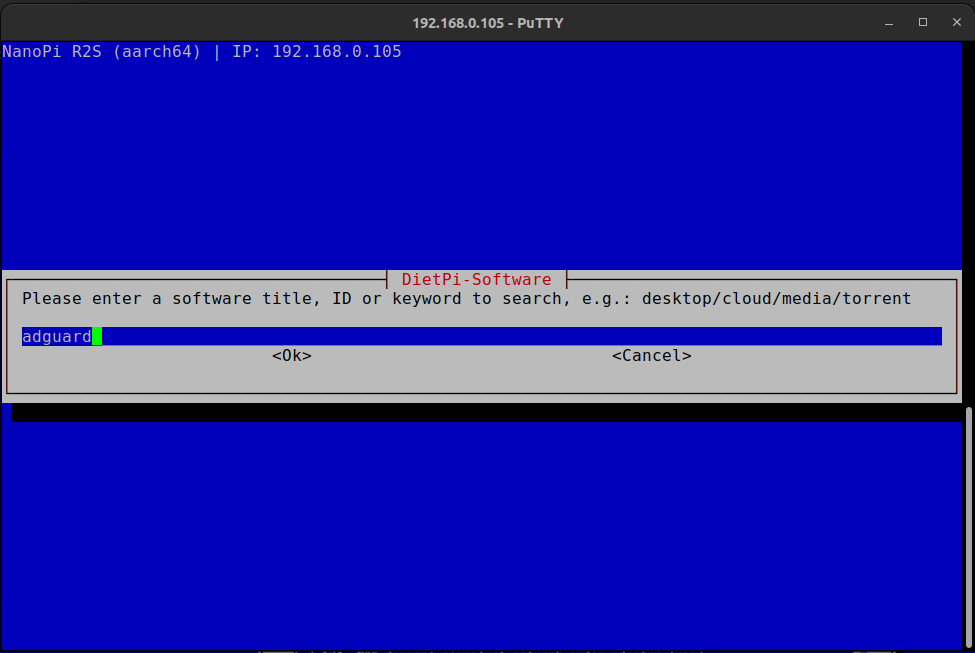 192.168.0.105 - PuTTY
NanoPi R2S (aarch64) | IP: 192.168.0.105
DietPi-Software
Please enter a software title, ID or keyword to search, e.g.: desktop/cloud/media/torrent
adguard
<Ok> <Cancel>